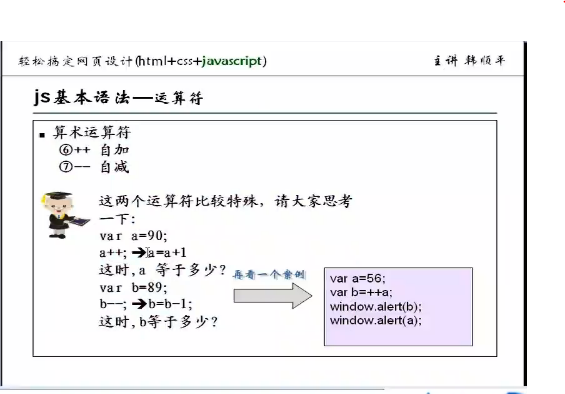 轻松搞定网页设计(html+css+javascript)
主讲 韩顺平
js基本语法—运算符
▪ 算术运算符
⑥++ 自加
⑦-- 自减
这两个运算符比较特殊，请大家思考
一下:
var a=90;
a++; ➔a=a+1
这时,a 等于多少?
var b=89;
b--; ➔b=b-1;
这时,b等于多少?
再看一个案例
var a=56;
var b=++a;
window.alert(b);
window.alert(a);